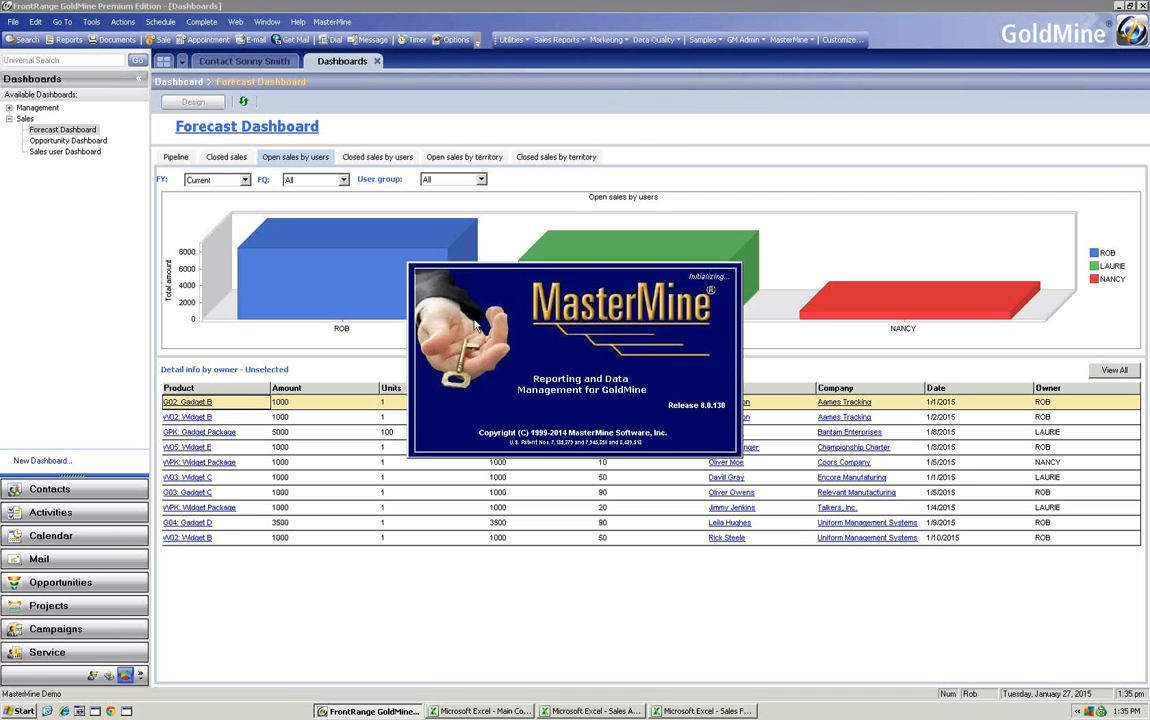 FrontRange GoldMine Premium Edition - [Dashboards]
File Edit Go To Tools Actions Schedule Complete Web Window Help MasterMine
Search Reports Documents Sale Appointment E-mail Get Mail Dial Message Timer Options Utilities Sales Reports Marketing Data Quality Samples GM Admin MasterMine Customize...
GoldMine
Universal Search Go Contact Sonny Smith Dashboards
Dashboards
Dashboard > Forecast Dashboard
Available Dashboards:
Management
Sales
Forecast Dashboard
Opportunity Dashboard
Sales user Dashboard
Design
Forecast Dashboard
Pipeline Closed sales Open sales by users Closed sales by users Open sales by territory Closed sales by territory
FY: Current FQ: All User group: All
Open sales by users
Total amount
8000
6000
4000
2000
0
ROB
NANCY
ROB
LAURIE
NANCY
Initializing...
MasterMine®
Reporting and Data
Management for GoldMine
Release 8.0.130
Copyright (C) 1999-2014 MasterMine Software, Inc.
Detail info by owner - Unselected
View All
Product Amount Units Company Date Owner
G02: Gadget B 1000 1 Aames Tracking 1/1/2015 ROB
W02: Widget B 1000 1 Aames Tracking 1/2/2015 ROB
GPK: Gadget Package 5000 100 Bantam Enterprises 1/8/2015 LAURIE
W05: Widget E 1000 1 Championship Charter 1/3/2015 ROB
WPK: Widget Package 1000 1 1000 10 Oliver Moe Coors Company 1/5/2015 NANCY
W03: Widget C 1000 1 1000 50 Davill Gray Encore Manufaturing 1/1/2015 LAURIE
G03: Gadget C 1000 1 1000 90 Oliver Owens Relevant Manufacturing 1/5/2015 ROB
WPK: Widget Package 1000 1 1000 20 Jimmy Jenkins Talkers, Inc. 1/4/2015 LAURIE
G04: Gadget D 3500 1 3500 90 Leila Hughes Uniform Management Systems 1/9/2015 ROB
W02: Widget B 1000 1 1000 50 Rick Steele Uniform Management Systems 1/10/2015 ROB
New Dashboard...
Contacts
Activities
Calendar
Mail
Opportunities
Projects
Campaigns
Service
MasterMine Demo Num Rob Tuesday, January 27, 2015 1:35 pm
Start FrontRange GoldMine... Microsoft Excel - Main Co... Microsoft Excel - Sales A... Microsoft Excel - Sales F... 1:35 PM